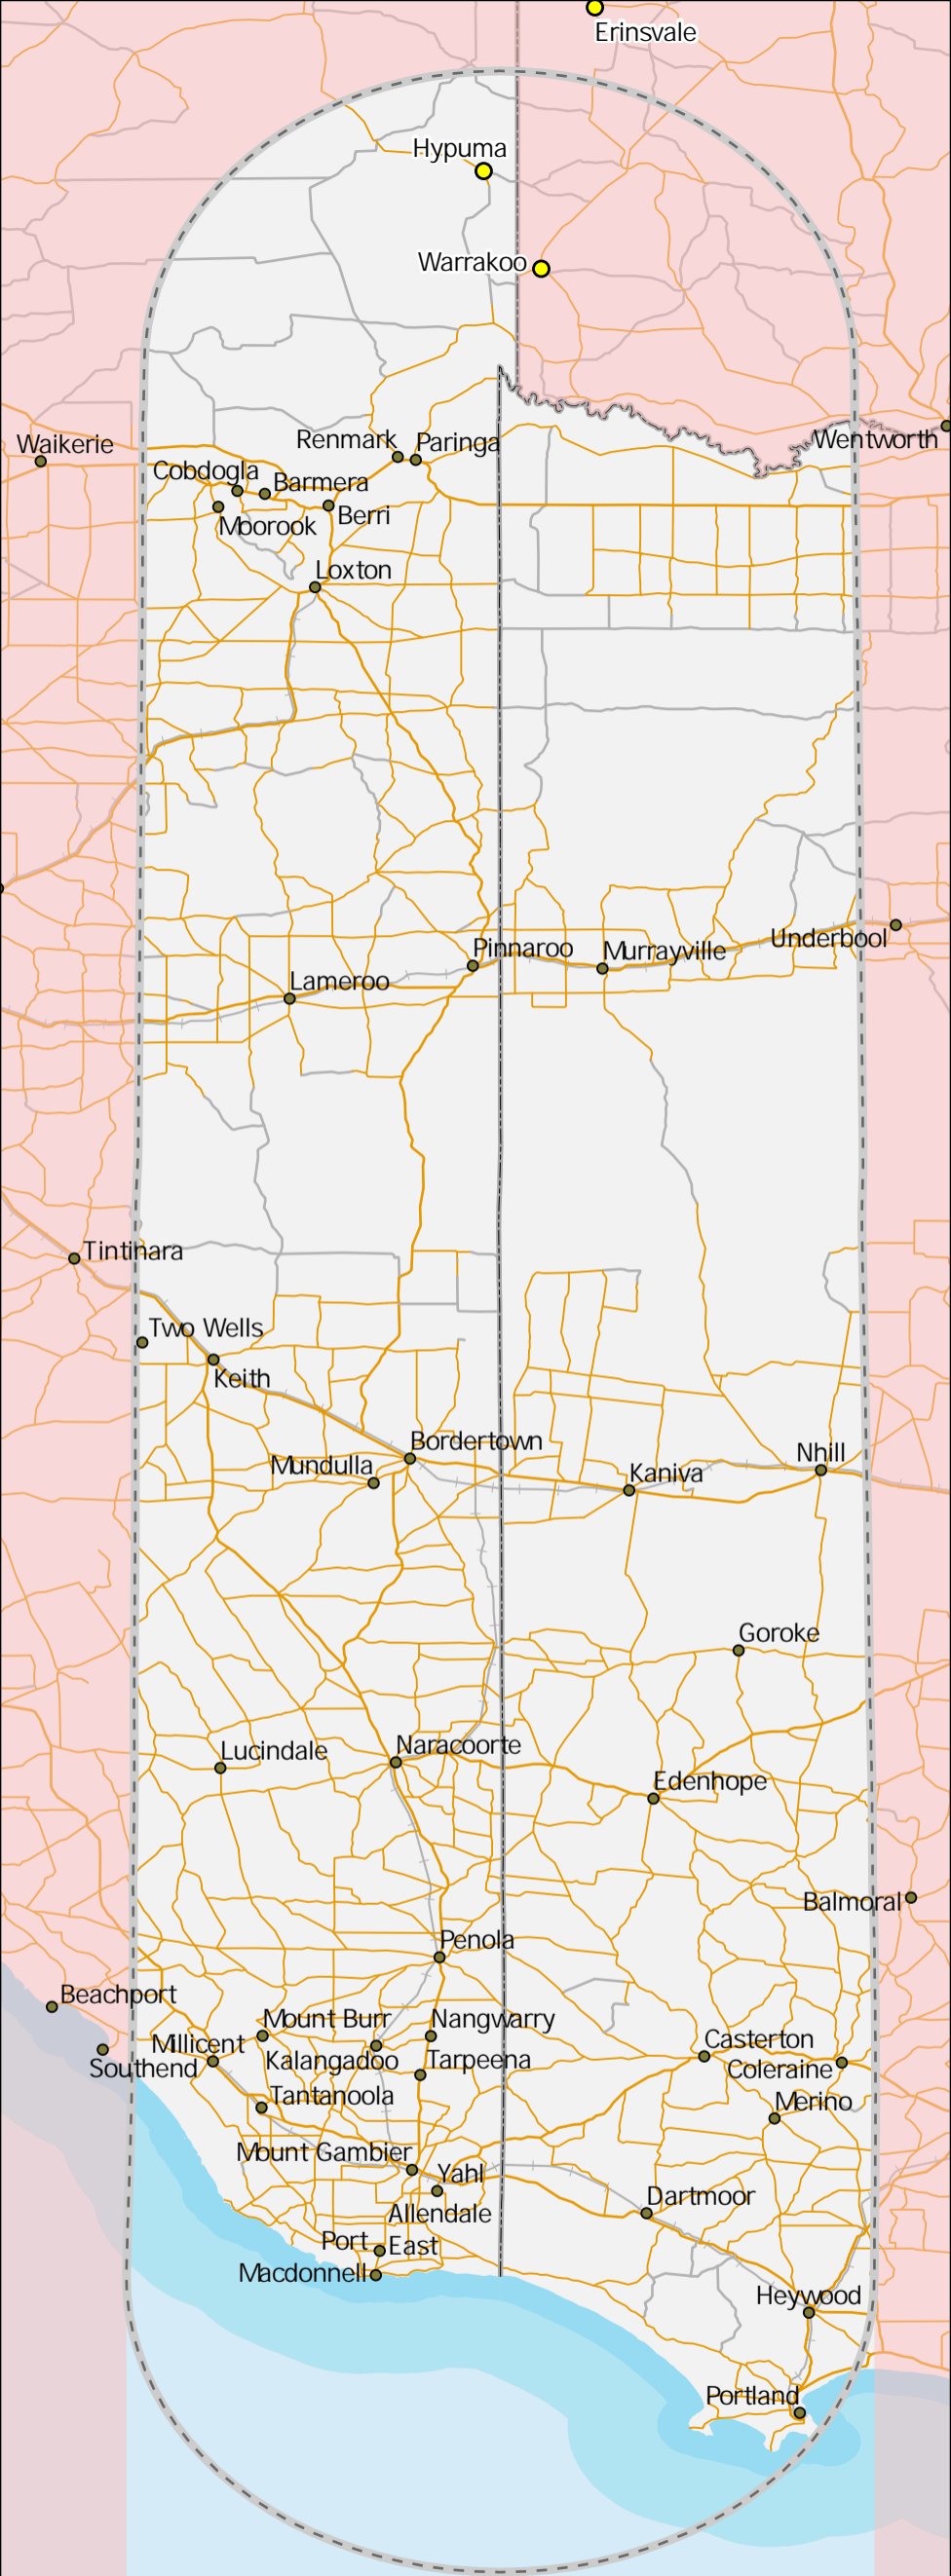 Erinsvale
Hypuma
Warrakoo
Waikerie
Renmark
Paringa
Wentworth
Cobdogla
Barmera
Moorook
Berri
Loxton
Pinnaroo
Murrayville
Underbool
Lameroo
Tintinara
Two Wells
Keith
Bordertown
Mundulla
Kaniva
Nhill
Goroke
Naracoorte
Lucindale
Edenhope
Balmoral
Penola
Beachport
Mount Burr
Nangwarry
Millicent
Casterton
Southend
Kalangadoo
Tarpeena
Coleraine
Tantanoola
Merino
Mount Gambier
Yahl
Dartmoor
Allendale
East
Port
Macdonnell
Heywood
Portland